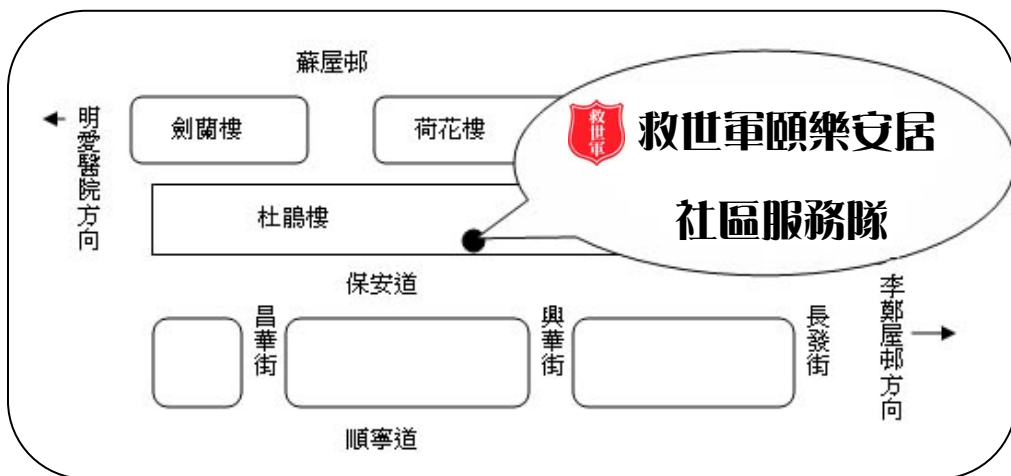 蘇屋邨
劍蘭樓
荷花樓
救世軍
救世軍頤樂安居
社區服務隊
明愛醫院方向
杜鵑樓
保安道
昌華街
興華街
長發街
李鄭屋邨方向
順寧道